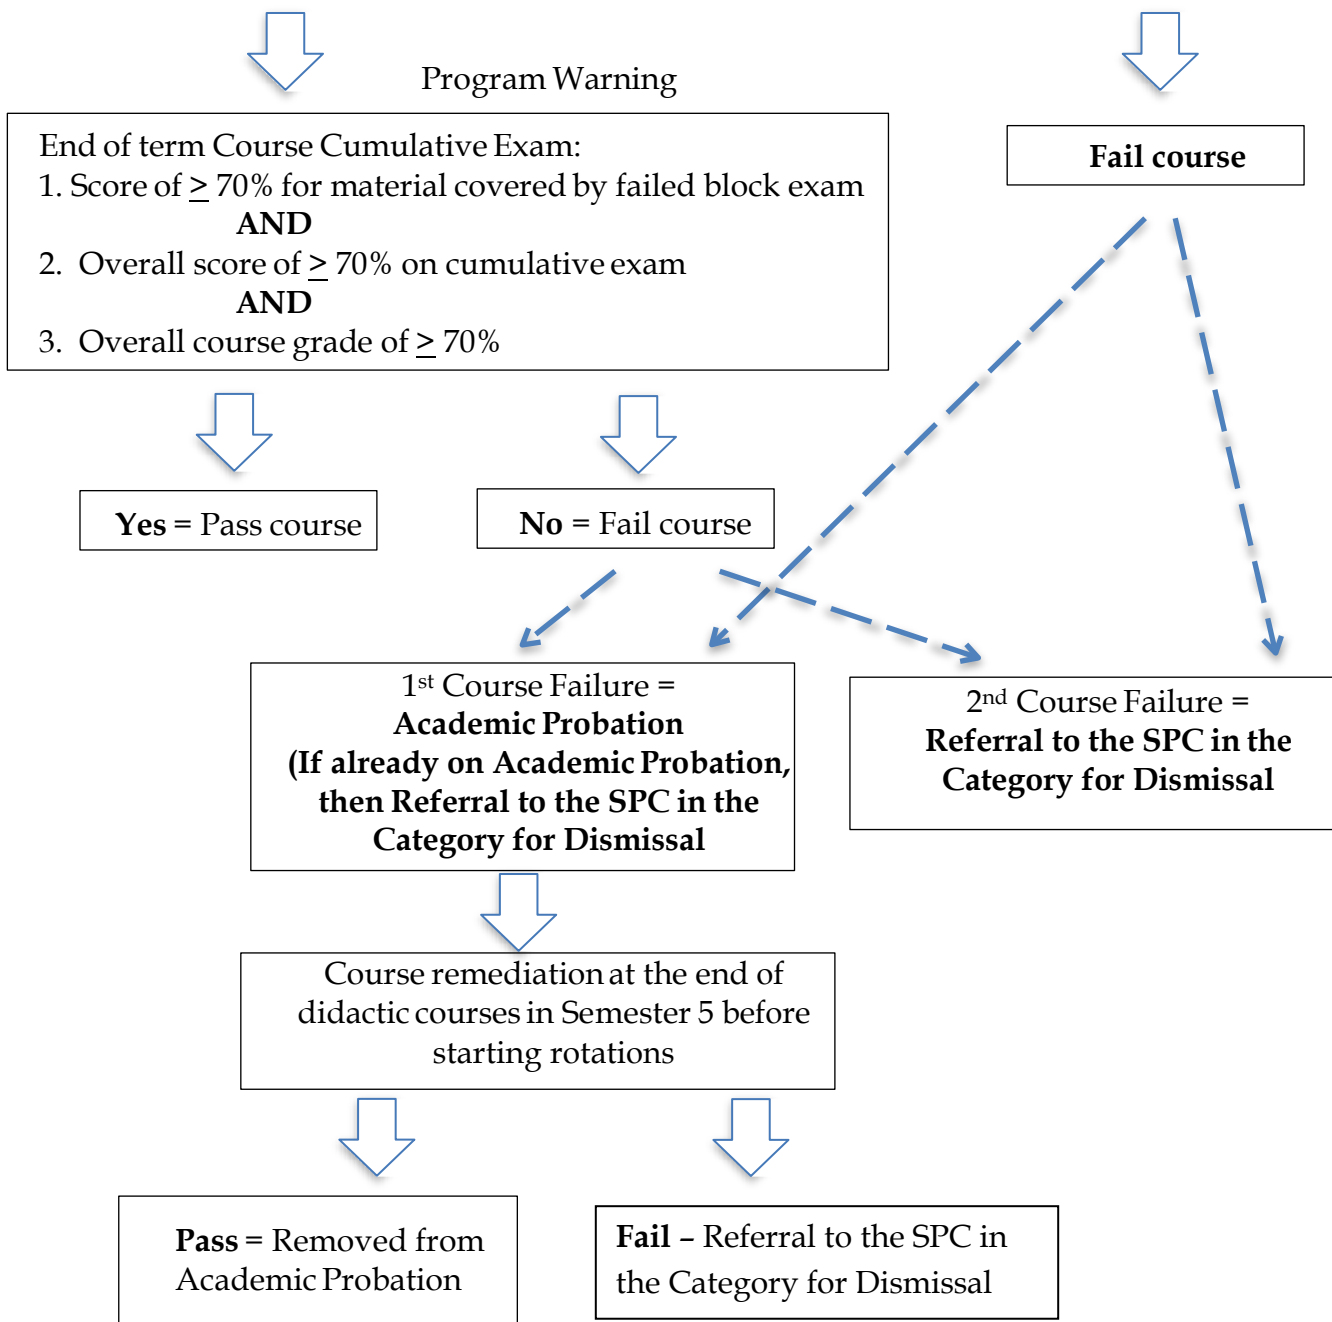 Program Warning
End of term Course Cumulative Exam:
1. Score of ≥ 70% for material covered by failed block exam
AND
2. Overall score of ≥ 70% on cumulative exam
AND
3. Overall course grade of ≥ 70%
Fail course
Yes = Pass course
No = Fail course
1st Course Failure =
Academic Probation
(If already on Academic Probation,
then Referral to the SPC in the
Category for Dismissal
2nd Course Failure =
Referral to the SPC in the
Category for Dismissal
Course remediation at the end of
didactic courses in Semester 5 before
starting rotations
Pass = Removed from
Academic Probation
Fail – Referral to the SPC in
the Category for Dismissal